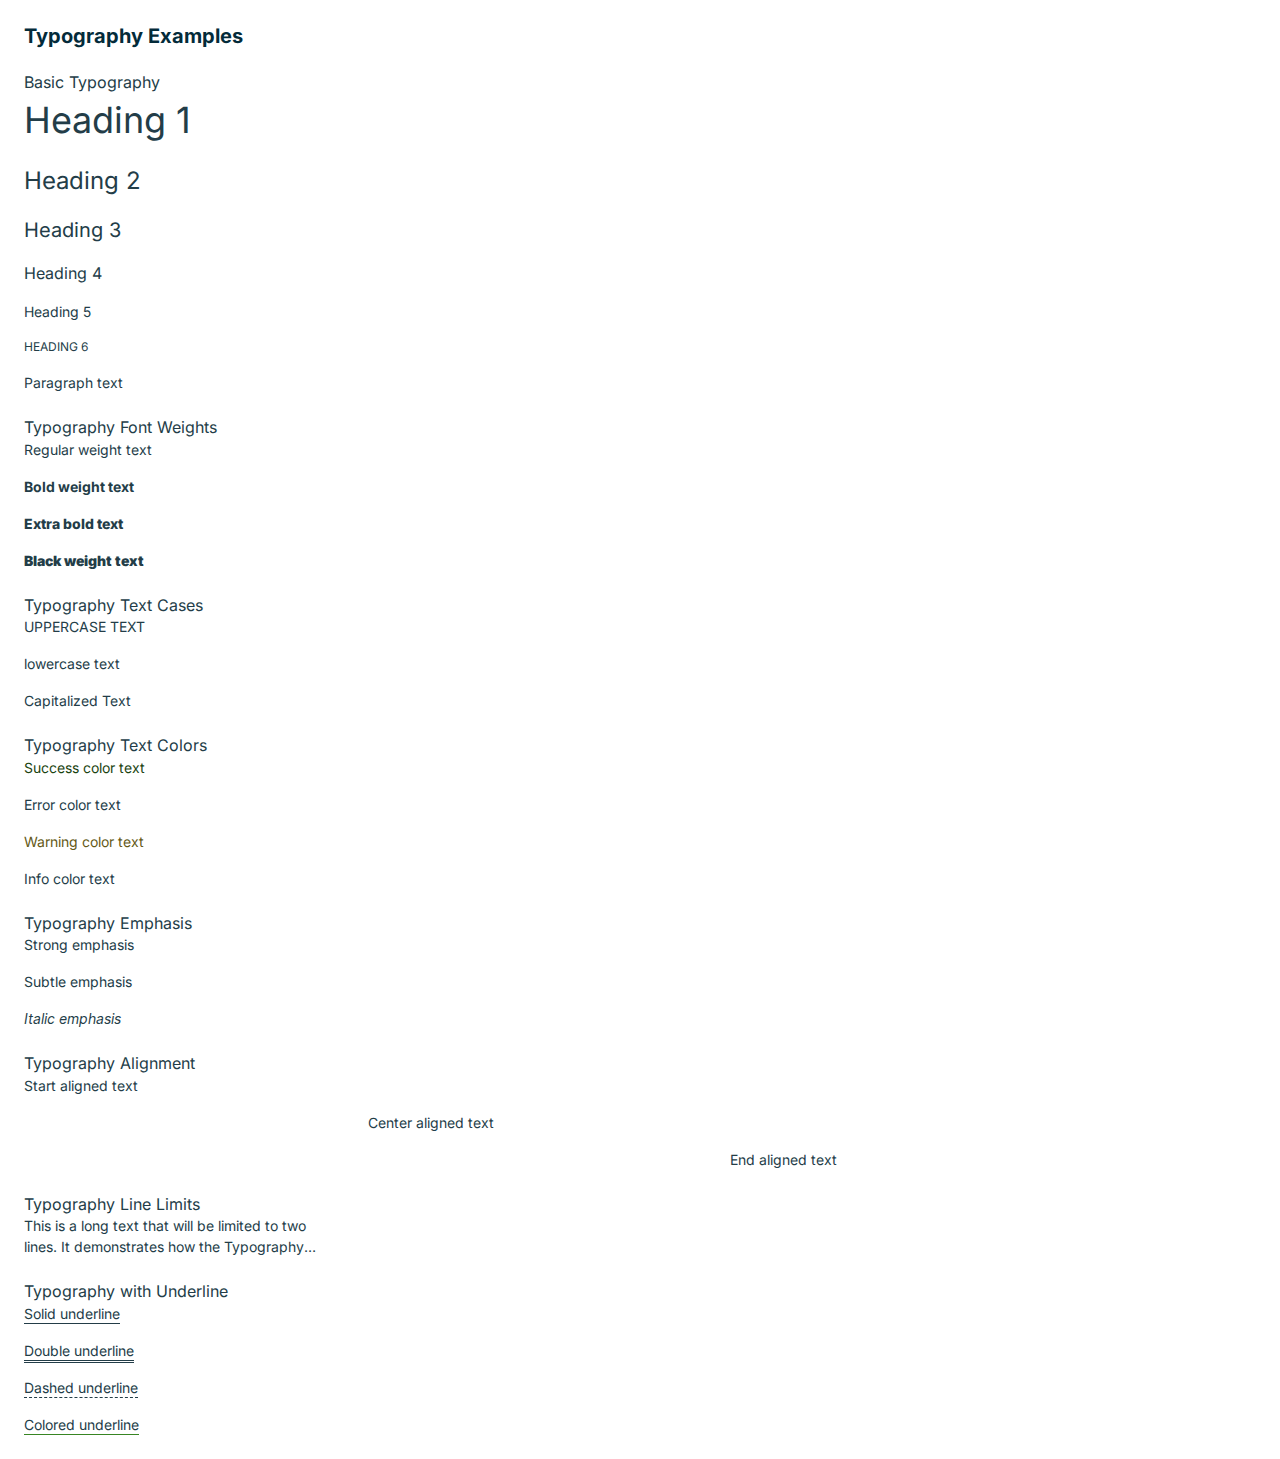 Typography Examples
Basic Typography
Heading 1
Heading 2
Heading 3
Heading 4
Heading 5
HEADING 6
Paragraph text
Typography Font Weights
Regular weight text
Bold weight text
Extra bold text
Black weight text
Typography Text Cases
UPPERCASE TEXT
lowercase text
Capitalized Text
Typography Text Colors
Success color text
Error color text
Warning color text
Info color text
Typography Emphasis
Strong emphasis
Subtle emphasis
Italic emphasis
Typography Alignment
Start aligned text
Center aligned text
End aligned text
Typography Line Limits
This is a long text that will be limited to two
lines. It demonstrates how the Typography...
Typography with Underline
Solid underline
Double underline
Dashed underline
Colored underline